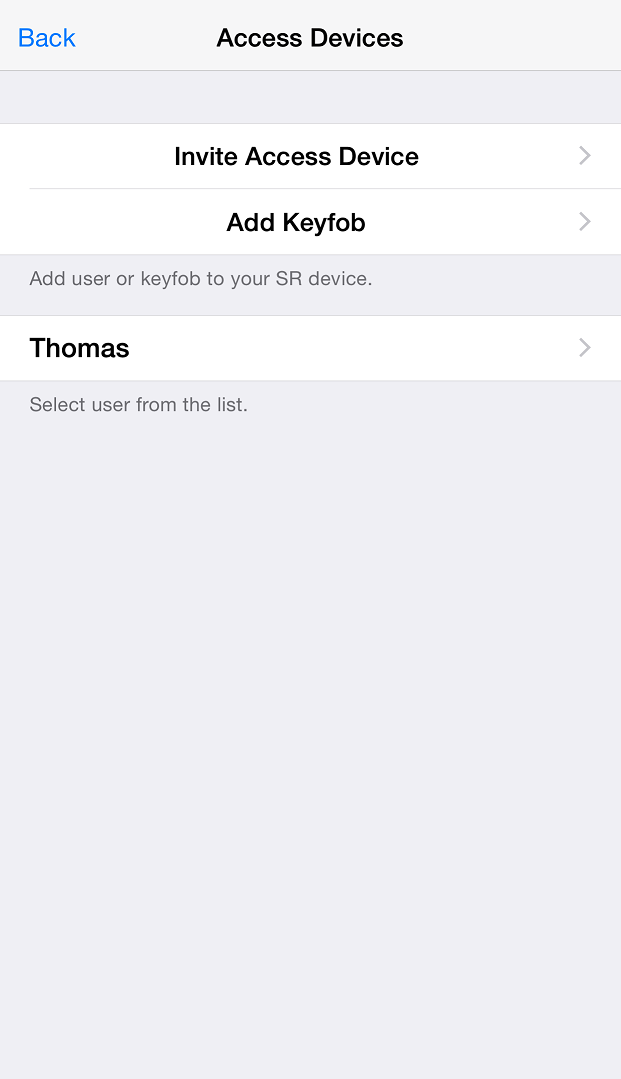 Back
Access Devices
Invite Access Device
Add Keyfob
Add user or keyfob to your SR device.
Thomas
Select user from the list.